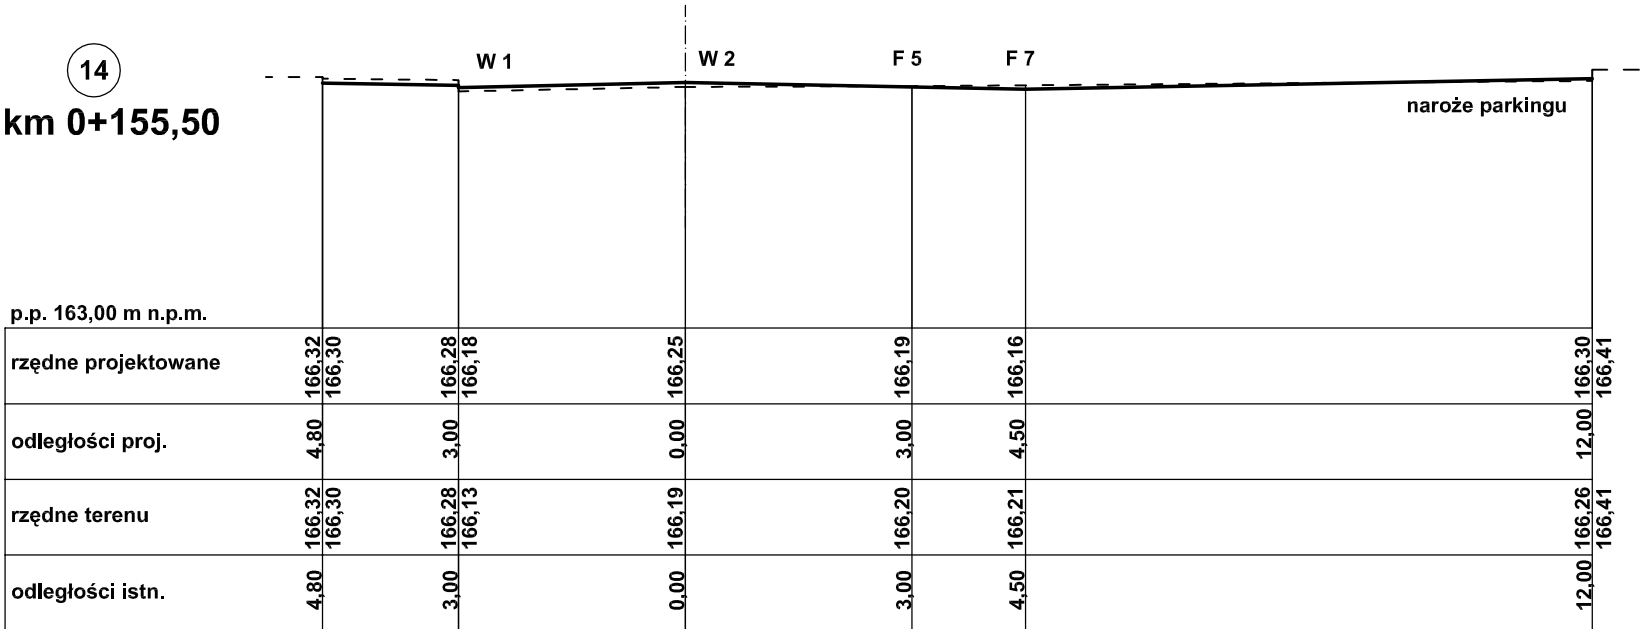 14
km 0+155,50
W 1
W 2
F 5
F 7
naroże parkingu
p.p. 163,00 m n.p.m.
rzędne projektowane 166,32 166,30 166,28 166,18 166,25 166,19 166,16 166,30 166,41
odległości proj. 4,80 3,00 0,00 3,00 4,50 12,00
rzędne terenu 166,32 166,30 166,28 166,13 166,19 166,20 166,21 166,26 166,41
odległości istn. 4,80 3,00 0,00 3,00 4,50 12,00